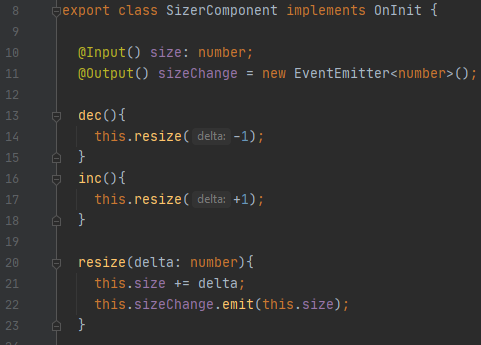 8 export class SizerComponent implements OnInit {
9
10 @Input() size: number;
11 @Output() sizeChange = new EventEmitter<number>();
12
13 dec(){
14 this.resize( delta: -1);
15 }
16 inc(){
17 this.resize( delta: +1);
18 }
19
20 resize(delta: number){
21 this.size += delta;
22 this.sizeChange.emit(this.size);
23 }